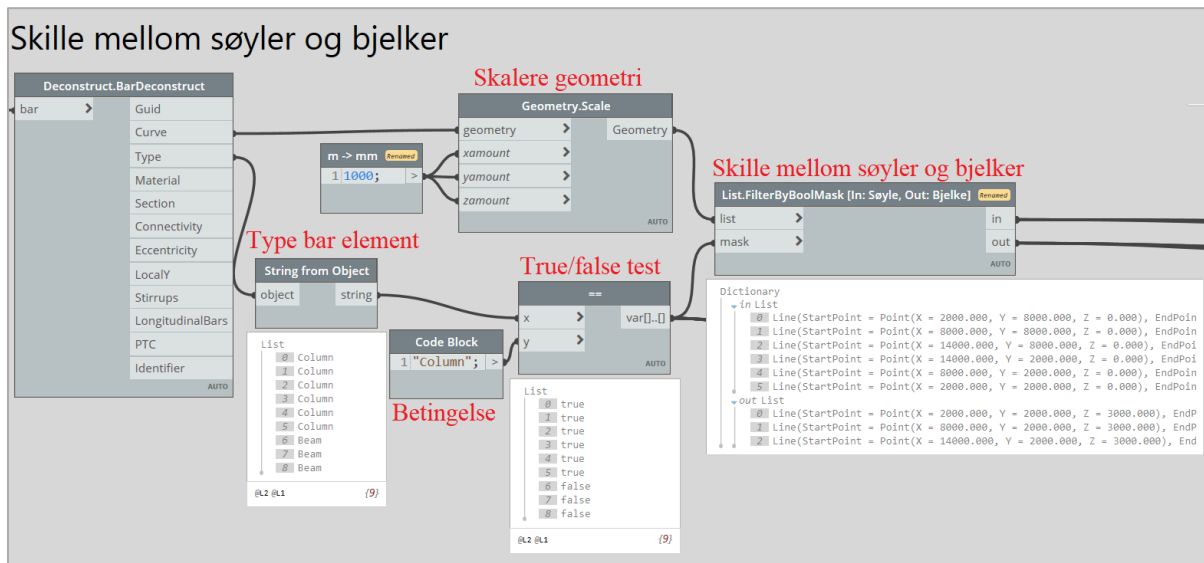 Skille mellom søyler og bjelker
Deconstruct.BarDeconstruct
bar >
Guid
Curve
Type
Material
Section
Connectivity
Eccentricity
LocalY
Stirrups
LongitudinalBars
PTC
Identifier
AUTO
Skalere geometri
Geometry.Scale
geometry > Geometry
xamount >
yamount >
zamount >
AUTO
m -> mm Renamed
1 1000; >
Type bar element
String from Object
object string
AUTO
List
0 Column
1 Column
2 Column
3 Column
4 Column
5 Column
6 Beam
7 Beam
8 Beam
@L2 @L1 {9}
Code Block
1 "Column"; >
Betingelse
True/false test
==
x > var[]..[]
y >
AUTO
List
0 true
1 true
2 true
3 true
4 true
5 true
6 false
7 false
8 false
@L2 @L1 {9}
Skille mellom søyler og bjelker
List.FilterByBoolMask [In: Søyle, Out: Bjelke] Renamed
list > in
mask > out
AUTO
Dictionary
in List
0 Line(StartPoint = Point(X = 2000.000, Y = 8000.000, Z = 0.000), EndPoin
1 Line(StartPoint = Point(X = 8000.000, Y = 8000.000, Z = 0.000), EndPoin
2 Line(StartPoint = Point(X = 14000.000, Y = 8000.000, Z = 0.000), EndPoi
3 Line(StartPoint = Point(X = 14000.000, Y = 2000.000, Z = 0.000), EndPoi
4 Line(StartPoint = Point(X = 8000.000, Y = 2000.000, Z = 0.000), EndPoin
5 Line(StartPoint = Point(X = 2000.000, Y = 2000.000, Z = 0.000), EndPoin
out List
0 Line(StartPoint = Point(X = 2000.000, Y = 2000.000, Z = 3000.000), EndP
1 Line(StartPoint = Point(X = 8000.000, Y = 2000.000, Z = 3000.000), EndP
2 Line(StartPoint = Point(X = 14000.000, Y = 2000.000, Z = 3000.000), End